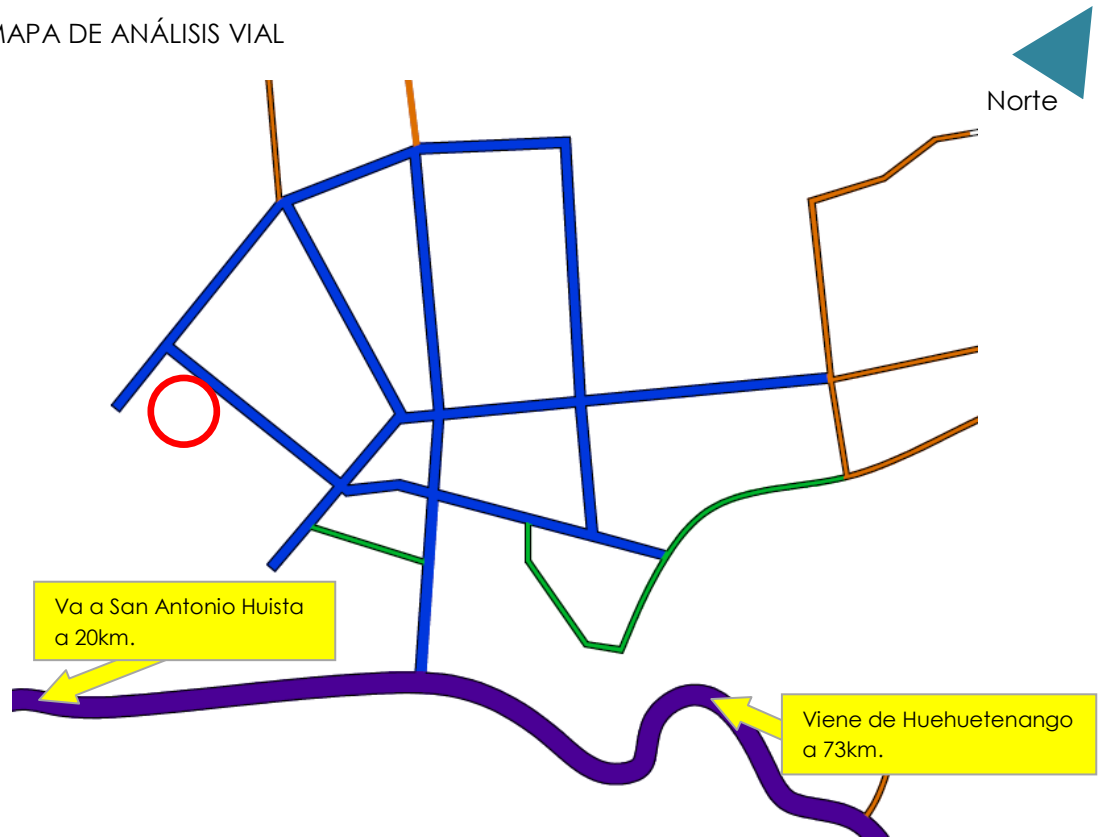 MAPA DE ANÁLISIS VIAL
Norte
Va a San Antonio Huista
a 20km.
Viene de Huehuetenango
a 73km.